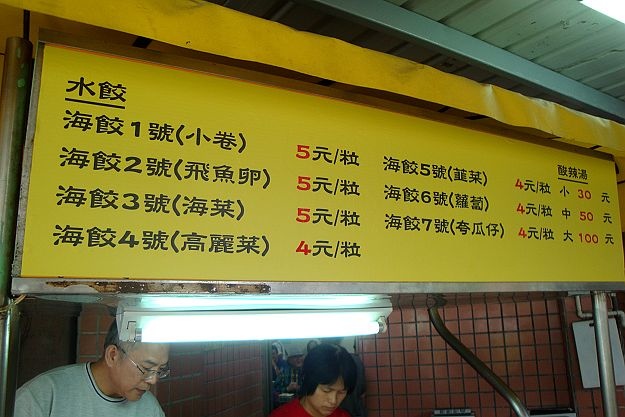 水餃
海餃1號(小卷) 5元/粒
海餃2號(飛魚卵) 5元/粒
海餃3號(海菜) 5元/粒
海餃4號(高麗菜) 4元/粒
海餃5號(韮菜) 4元/粒
海餃6號(蘿蔔) 4元/粒
海餃7號(夸瓜仔) 4元/粒
酸辣湯
小 30 元
中 50 元
大 100 元